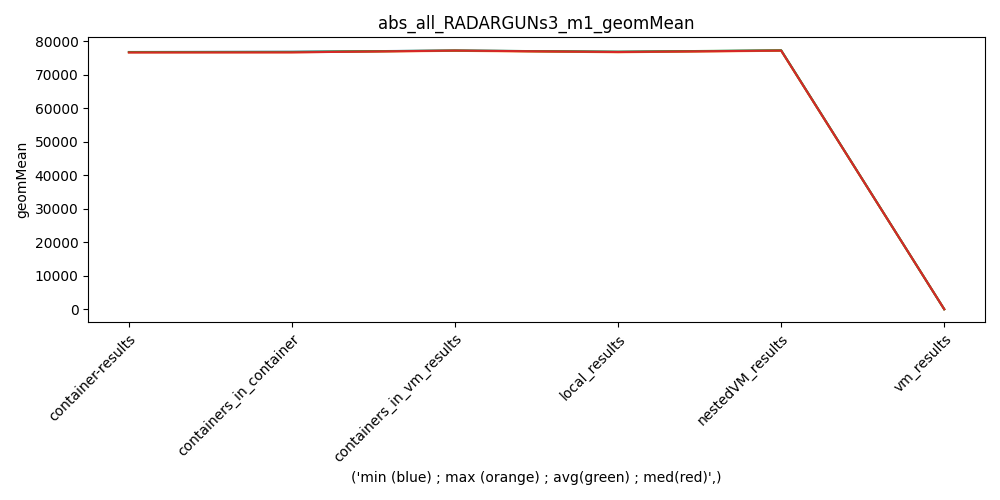 abs_all_RADARGUNs3_m1_geomMean
geomMean
80000
70000
60000
50000
40000
30000
20000
10000
0
container-results
containers_in_container
containers_in_vm_results
local_results
nestedVM_results
vm_results
('min (blue) ; max (orange) ; avg(green) ; med(red)',)